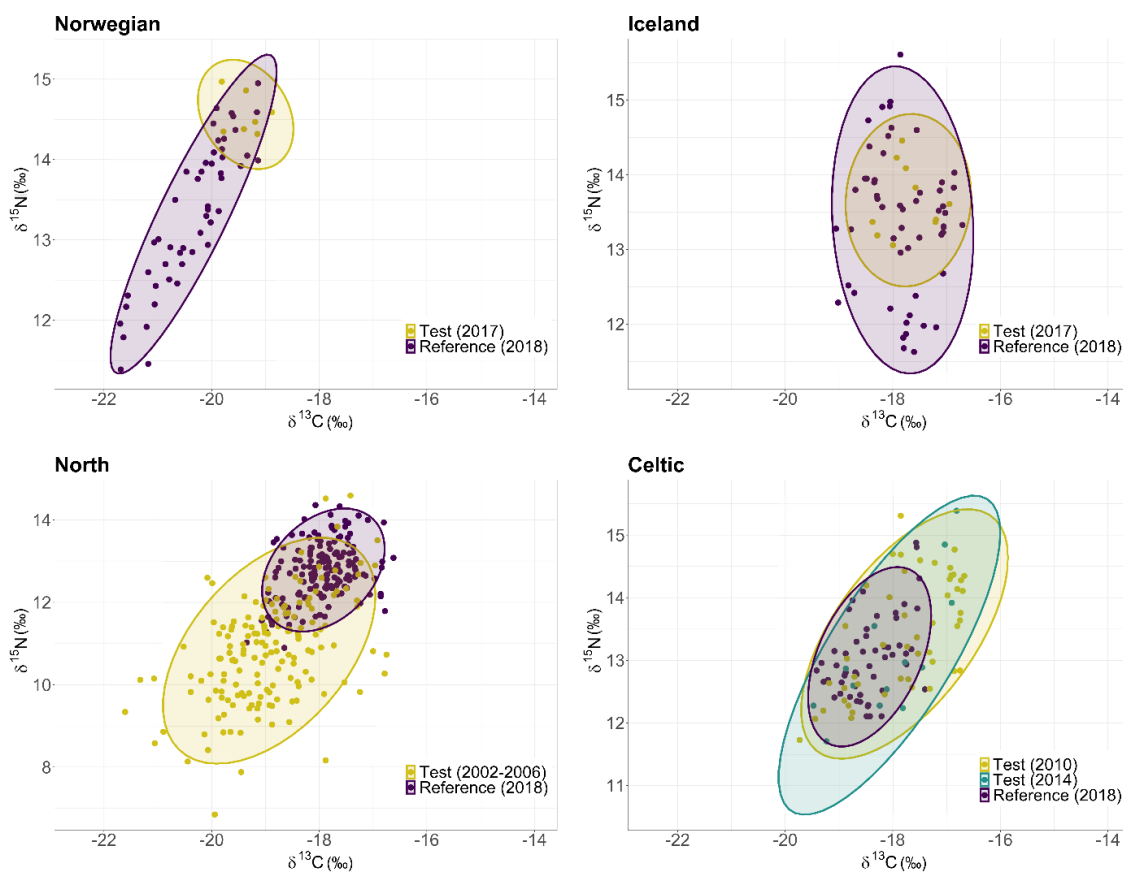 Norwegian
15
14
13
12
δ15N (‰)
-22
-20
-18
-16
-14
δ13C (‰)
Test (2017)
Reference (2018)
Iceland
15
14
13
12
δ15N (‰)
-22
-20
-18
-16
-14
δ13C (‰)
Test (2017)
Reference (2018)
North
14
12
10
8
δ15N (‰)
-22
-20
-18
-16
-14
δ13C (‰)
Test (2002-2006)
Reference (2018)
Celtic
15
14
13
12
11
δ15N (‰)
-22
-20
-18
-16
-14
δ13C (‰)
Test (2010)
Test (2014)
Reference (2018)